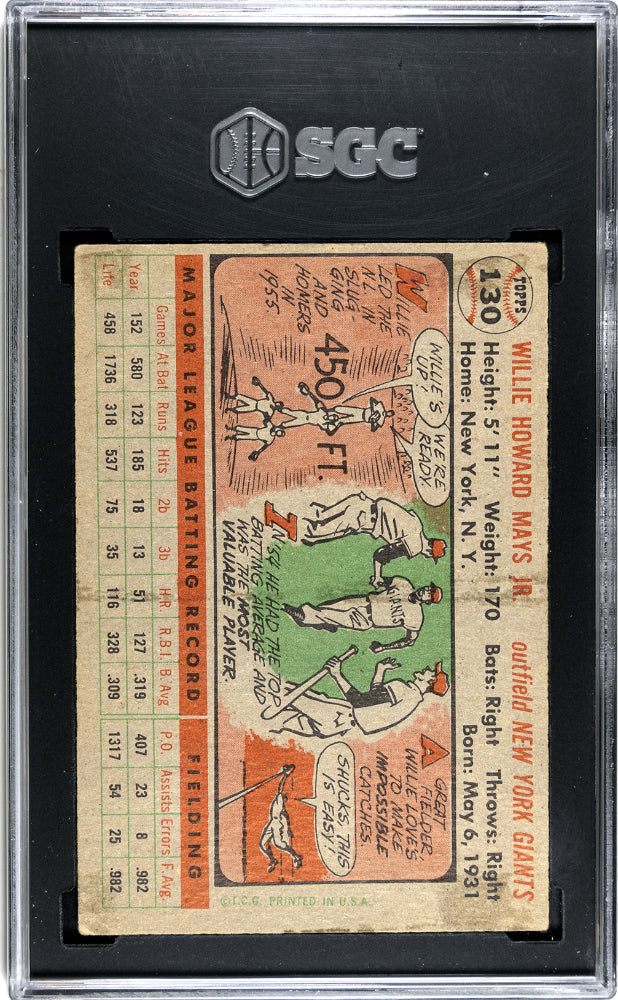 SGC
TOPPS
130
WILLIE HOWARD MAYS JR. outfield NEW YORK GIANTS
Height: 5' 11" Weight: 170 Bats: Right Throws: Right
Home: New York, N. Y. Born: May 6, 1931
WILLIE
LED THE
N.L. IN
SLUG-
GING
AND
HOMERS
IN
1955
450 FT.
WILLIE'S
UP!
WE'RE
READY
IN '54 HE HAD THE TOP
BATTING AVERAGE AND
WAS THE MOST
VALUABLE PLAYER.
GIANTS
A GREAT
FIELDER,
WILLIE LOVES
TO MAKE
IMPOSSIBLE
CATCHES.
SHUCKS, THIS
IS EASY!
MAJOR LEAGUE BATTING RECORD FIELDING
Games At Bat Runs Hits 2b 3b H.R. R.B.I. B. Avg. P.O. Assists Errors F. Avg.
Year 152 580 123 185 18 13 51 127 .319 407 23 8 .982
Life 458 1736 318 537 75 35 116 328 .309 1317 54 25 .982
©T.C.G. PRINTED IN U.S.A.